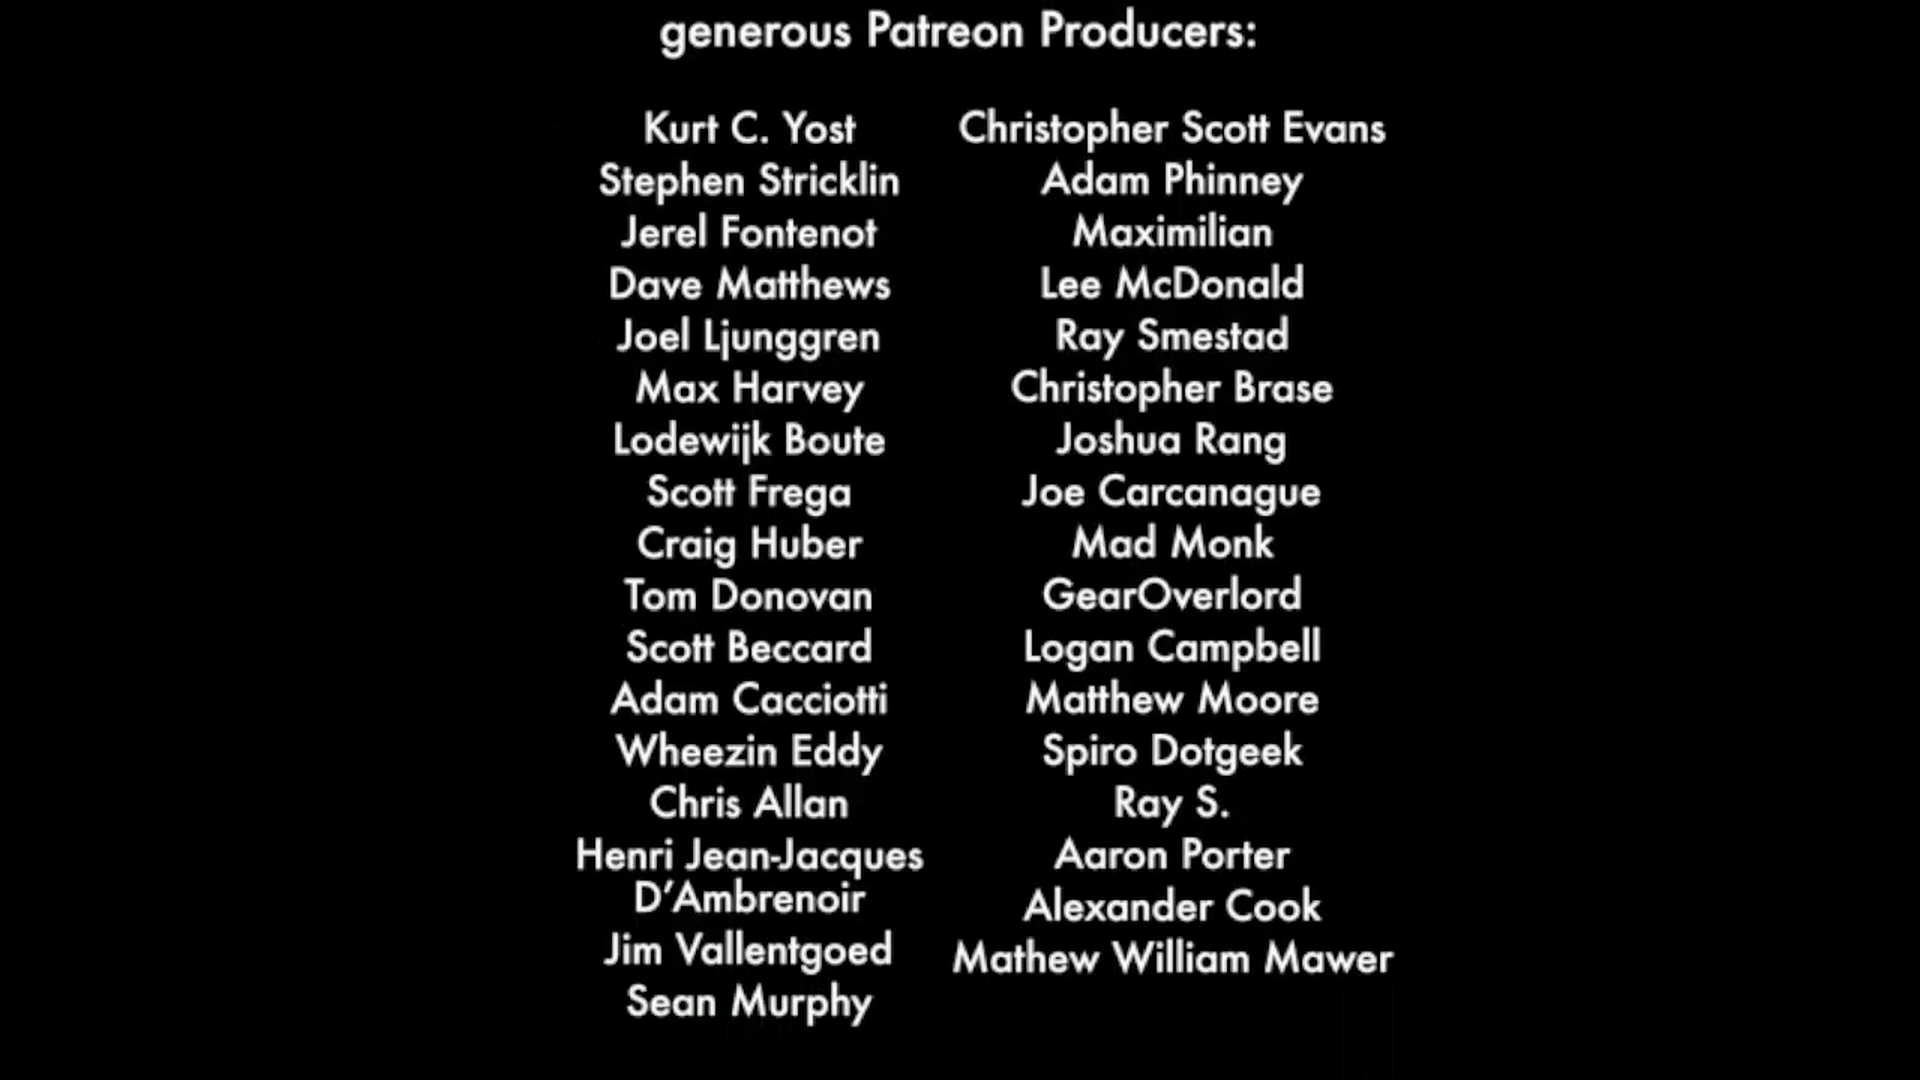 generous Patreon Producers:
Kurt C. Yost
Stephen Stricklin
Jerel Fontenot
Dave Matthews
Joel Ljunggren
Max Harvey
Lodewijk Boute
Scott Frega
Craig Huber
Tom Donovan
Scott Beccard
Adam Cacciotti
Wheezin Eddy
Chris Allan
Henri Jean-Jacques
D’Ambrenoir
Jim Vallentgoed
Sean Murphy
Christopher Scott Evans
Adam Phinney
Maximilian
Lee McDonald
Ray Smestad
Christopher Brase
Joshua Rang
Joe Carcanague
Mad Monk
GearOverlord
Logan Campbell
Matthew Moore
Spiro Dotgeek
Ray S.
Aaron Porter
Alexander Cook
Mathew William Mawer